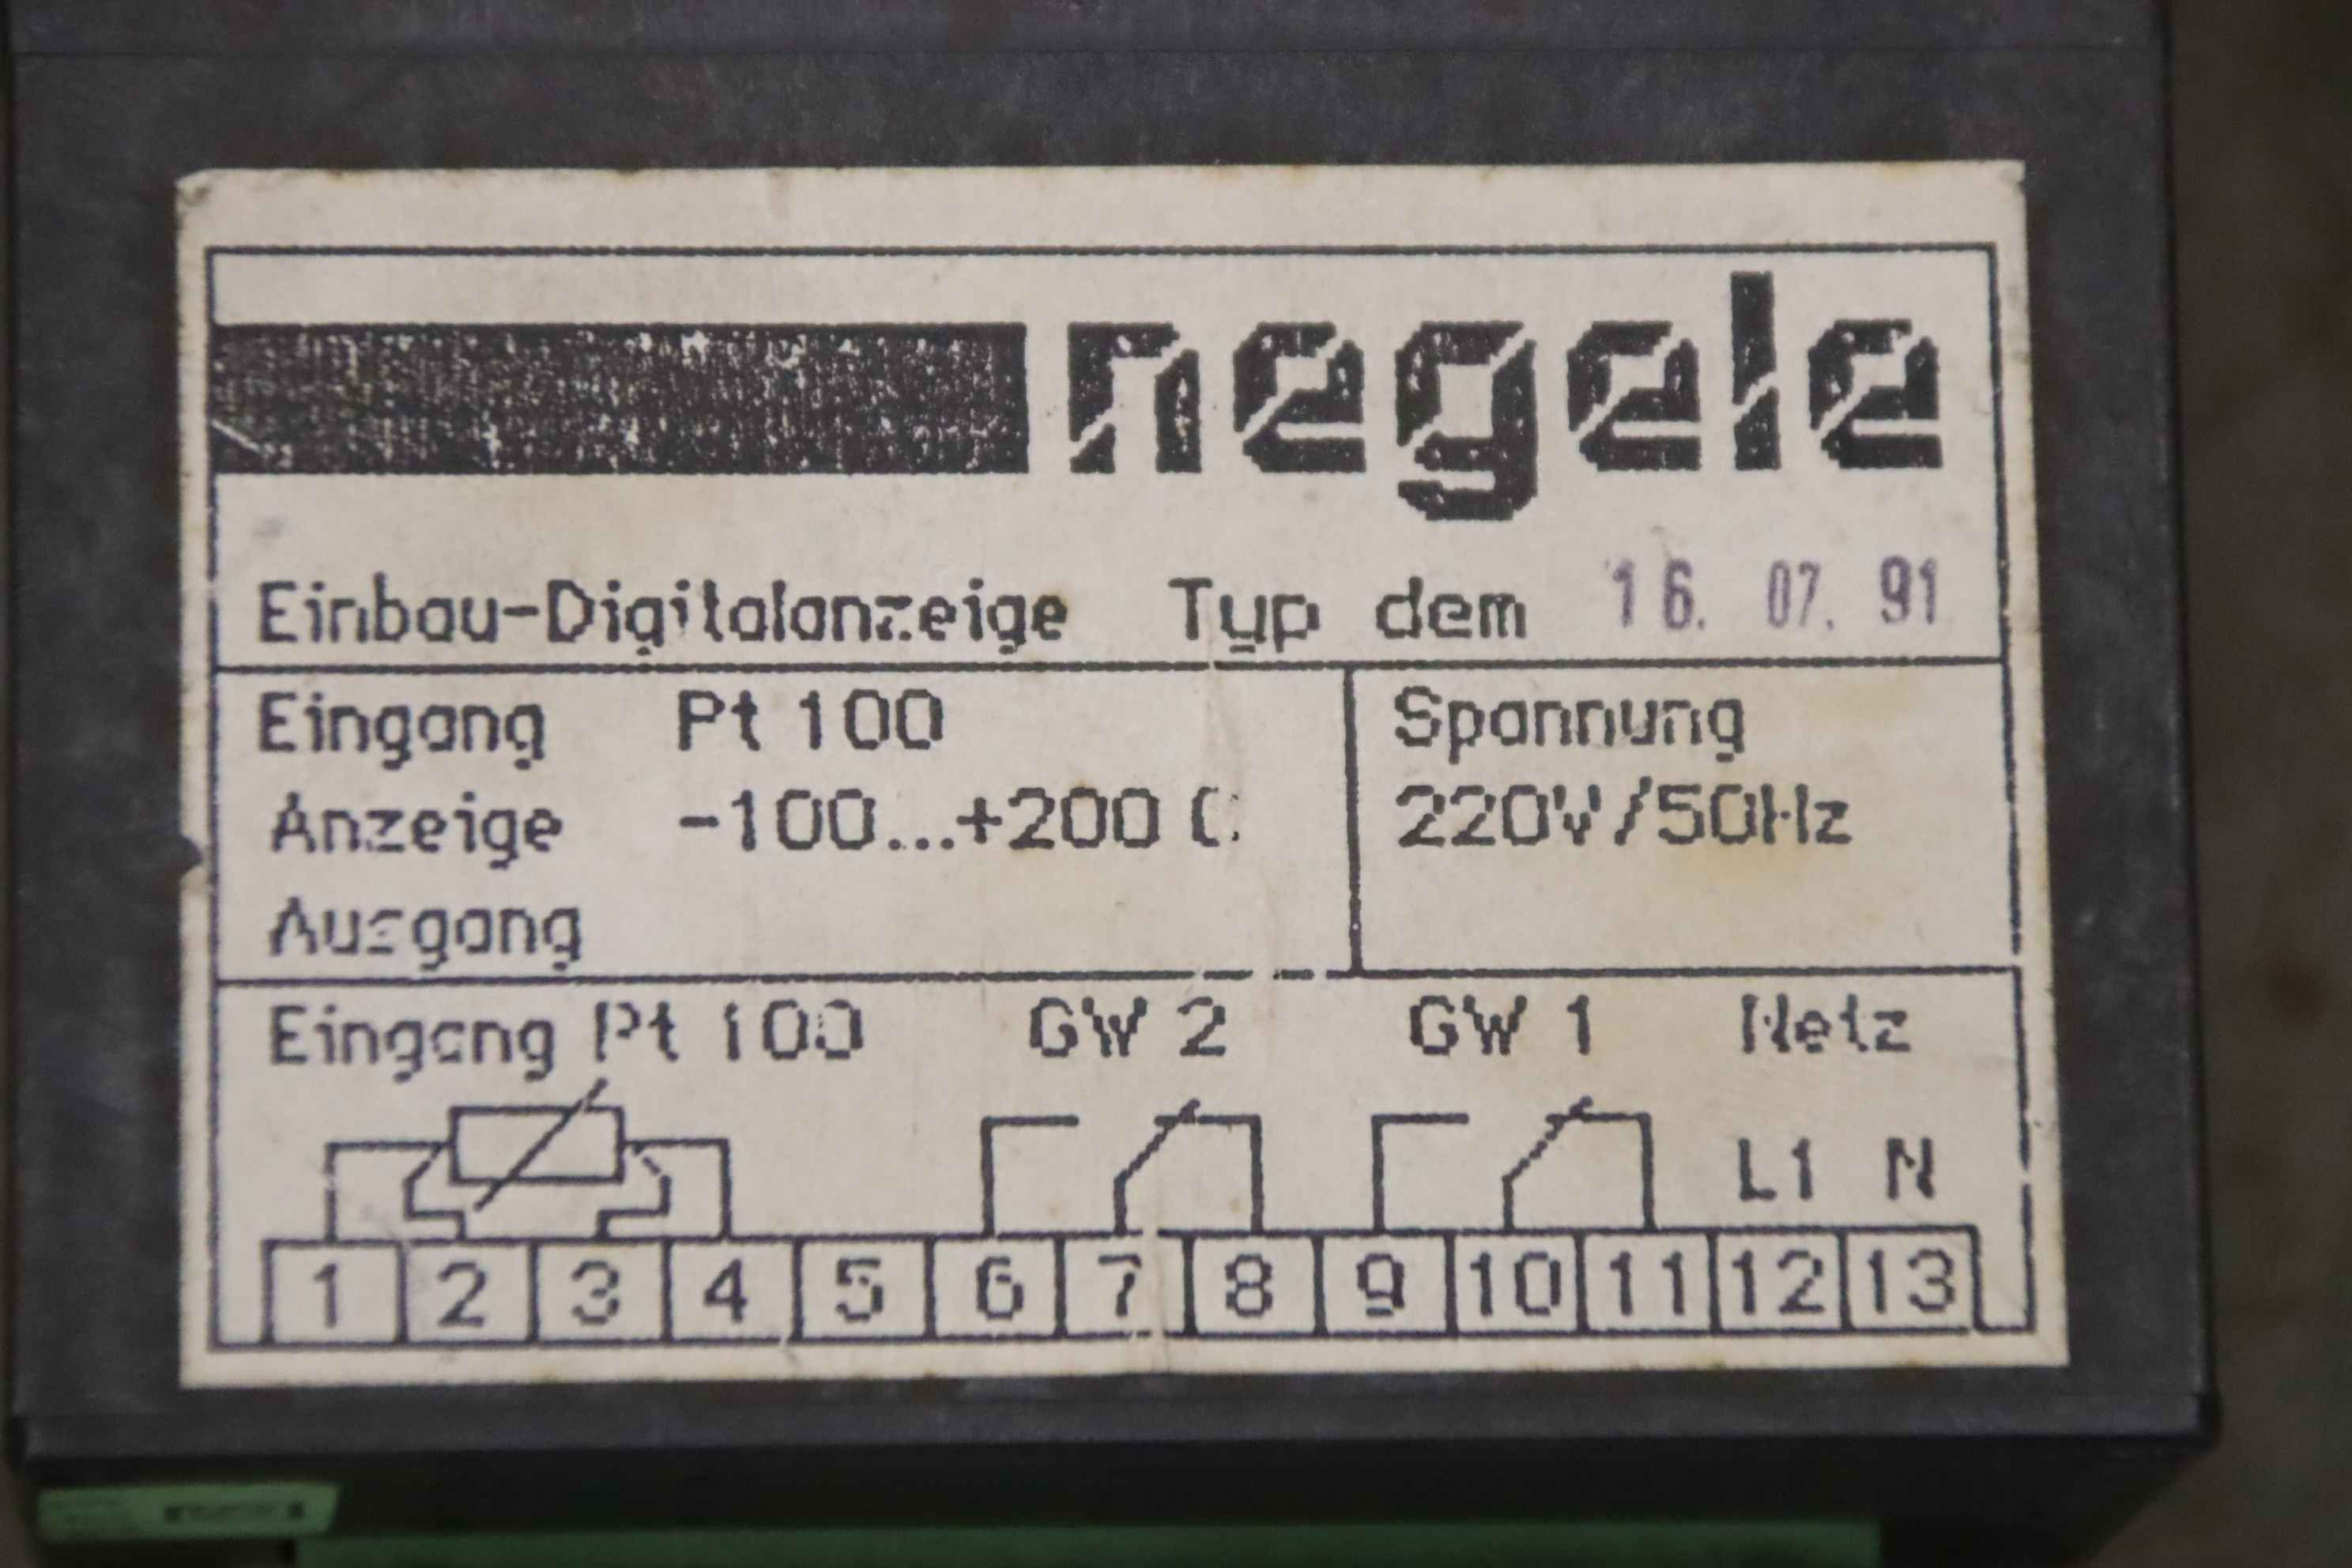 negele
Einbau-Digitalanzeige Typ dem 16. 07. 91
Eingang Pt 100
Anzeige -100...+200 C
Ausgang
Spannung
220V/50Hz
Eingang Pt 100 GW 2 GW 1 Netz
L1 N
1 2 3 4 5 6 7 8 9 10 11 12 13